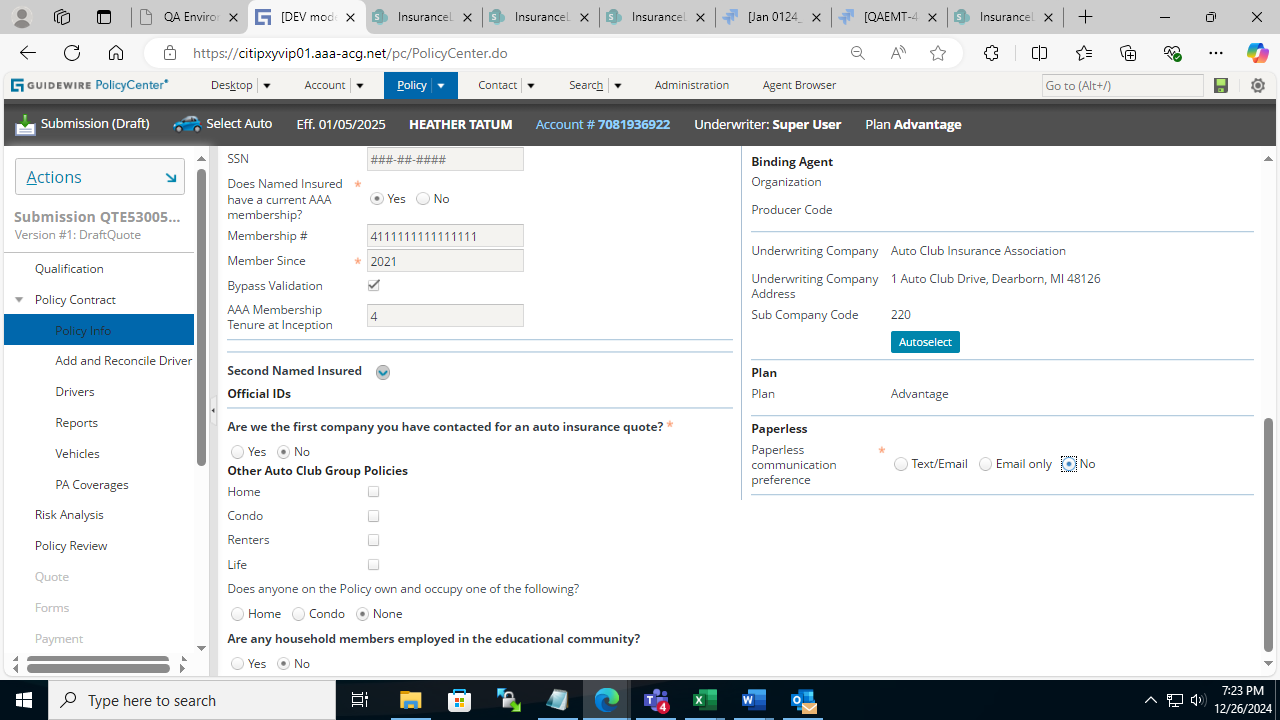 QA Environ
[DEV mode
InsuranceL
InsuranceL
InsuranceL
[Jan 0124_
[QAEMT-4
InsuranceL
https://citipxyvip01.aaa-acg.net/pc/PolicyCenter.do
GUIDEWIRE PolicyCenter
Desktop
Account
Policy
Contact
Search
Administration
Agent Browser
Go to (Alt+/)
Submission (Draft)
Select Auto
Eff. 01/05/2025
HEATHER TATUM
Account # 7081936922
Underwriter: Super User
Plan Advantage
Actions
Submission QTE53005...
Version #1: DraftQuote
Qualification
Policy Contract
Policy Info
Add and Reconcile Driver
Drivers
Reports
Vehicles
PA Coverages
Risk Analysis
Policy Review
Quote
Forms
Payment
SSN
###-##-####
Does Named Insured
have a current AAA
membership?
* Yes No
Membership #
4111111111111111
Member Since
* 2021
Bypass Validation
AAA Membership
Tenure at Inception
4
Second Named Insured
Official IDs
Are we the first company you have contacted for an auto insurance quote? *
Yes No
Other Auto Club Group Policies
Home
Condo
Renters
Life
Does anyone on the Policy own and occupy one of the following?
Home Condo None
Are any household members employed in the educational community?
Yes No
Binding Agent
Organization
Producer Code
Underwriting Company
Auto Club Insurance Association
Underwriting Company
Address
1 Auto Club Drive, Dearborn, MI 48126
Sub Company Code
220
Autoselect
Plan
Plan
Advantage
Paperless
Paperless
communication
preference
* Text/Email Email only No
Type here to search
4
7:23 PM
12/26/2024